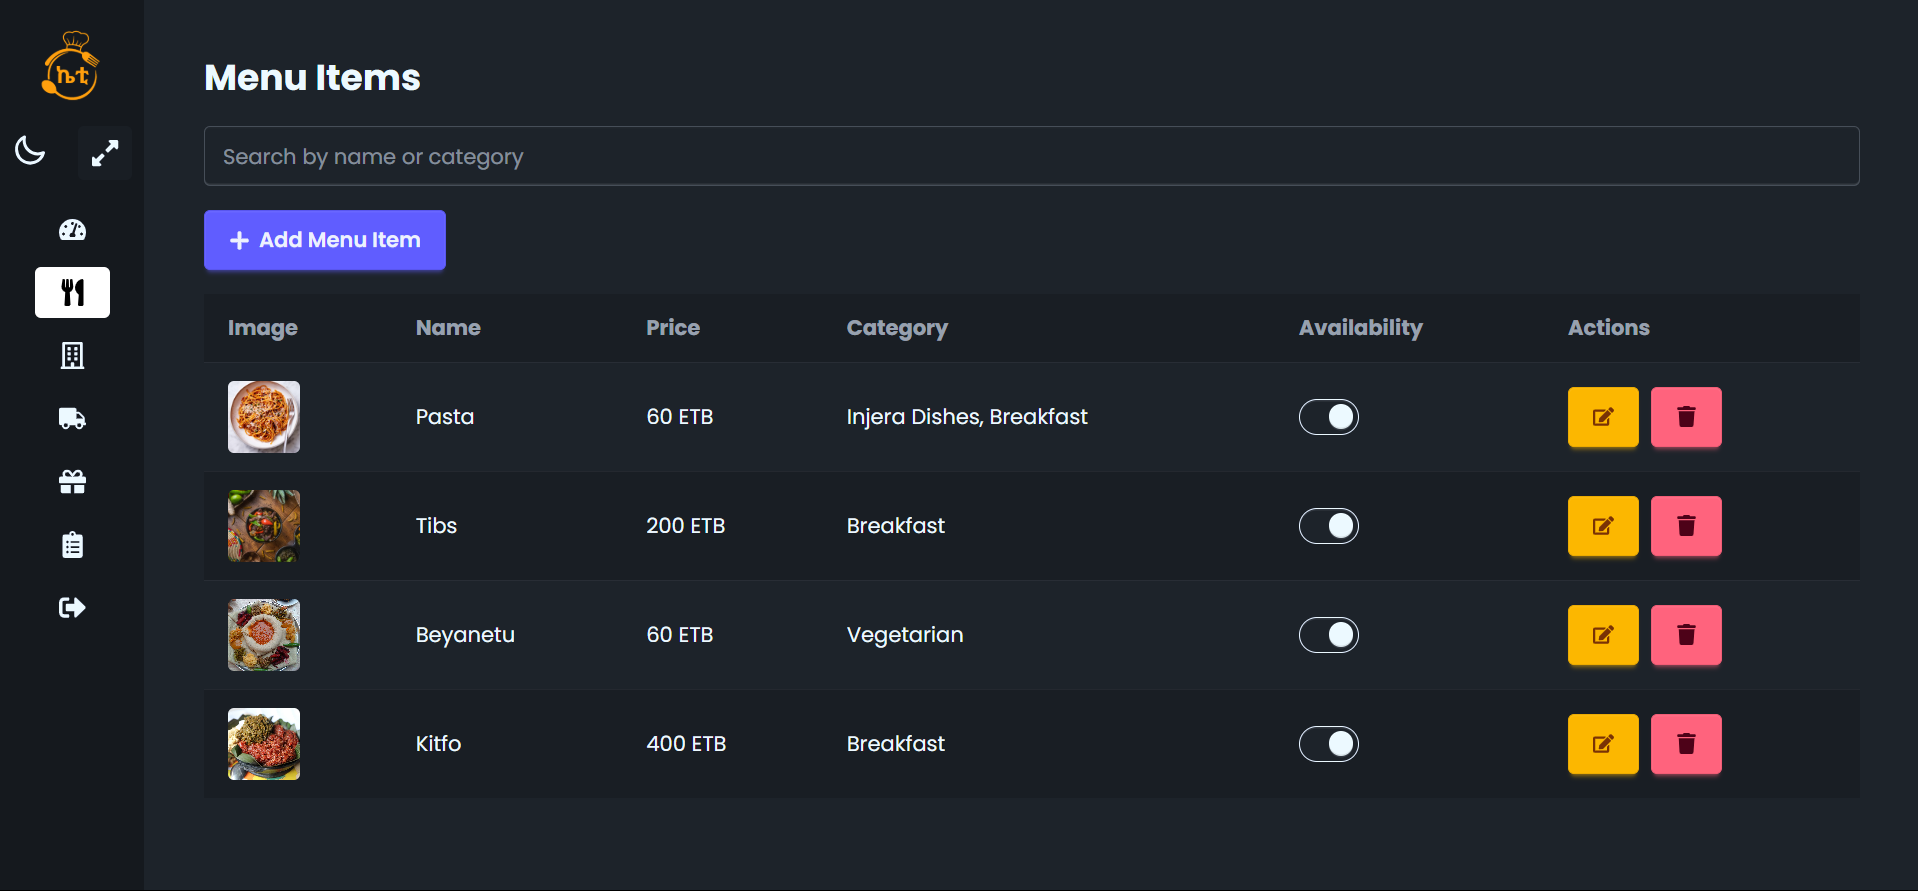 ቤት
Menu Items
Search by name or category
Add Menu Item
Image Name Price Category Availability Actions
Pasta 60 ETB Injera Dishes, Breakfast
Tibs 200 ETB Breakfast
Beyanetu 60 ETB Vegetarian
Kitfo 400 ETB Breakfast